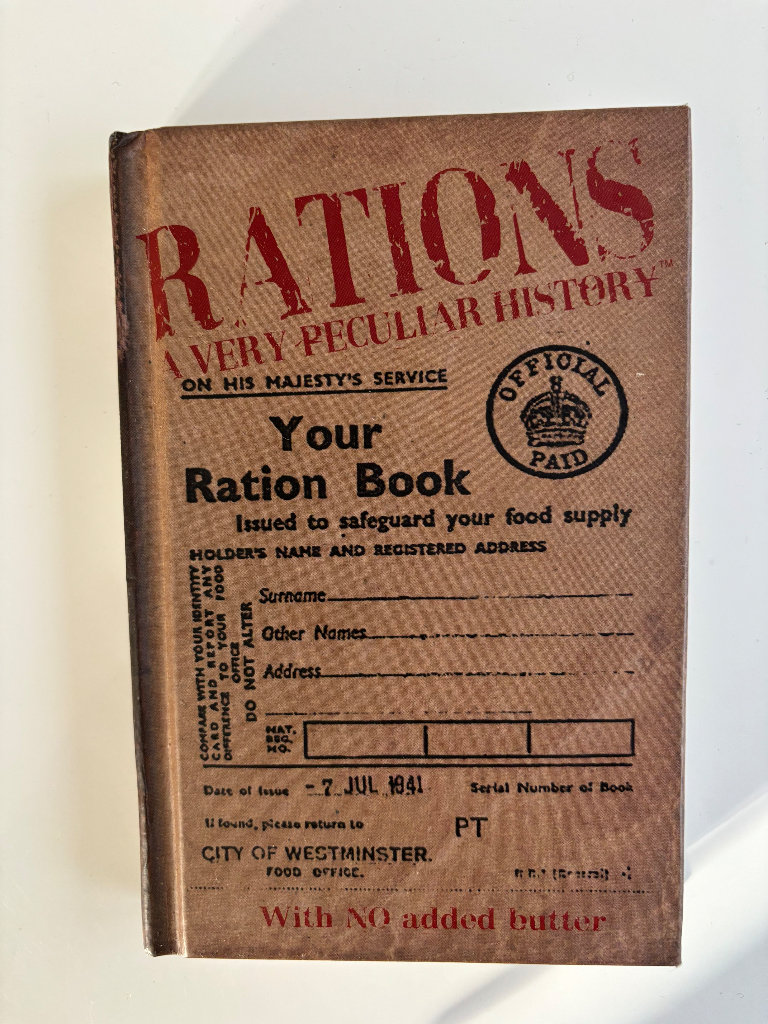 RATIONS
A VERY PECULIAR HISTORY™
ON HIS MAJESTY'S SERVICE
OFFICIAL
PAID
Your
Ration Book
Issued to safeguard your food supply
HOLDER'S NAME AND REGISTERED ADDRESS
COMPARE WITH YOUR IDENTITY
CARD AND REPORT ANY
DIFFERENCE TO YOUR FOOD
OFFICE
DO NOT ALTER
Surname
Other Names
Address
NAT.
REG.
NO.
Date of Issue - 7 JUL 1941 Serial Number of Book
If found, please return to PT
CITY OF WESTMINSTER.
FOOD OFFICE.
With NO added butter